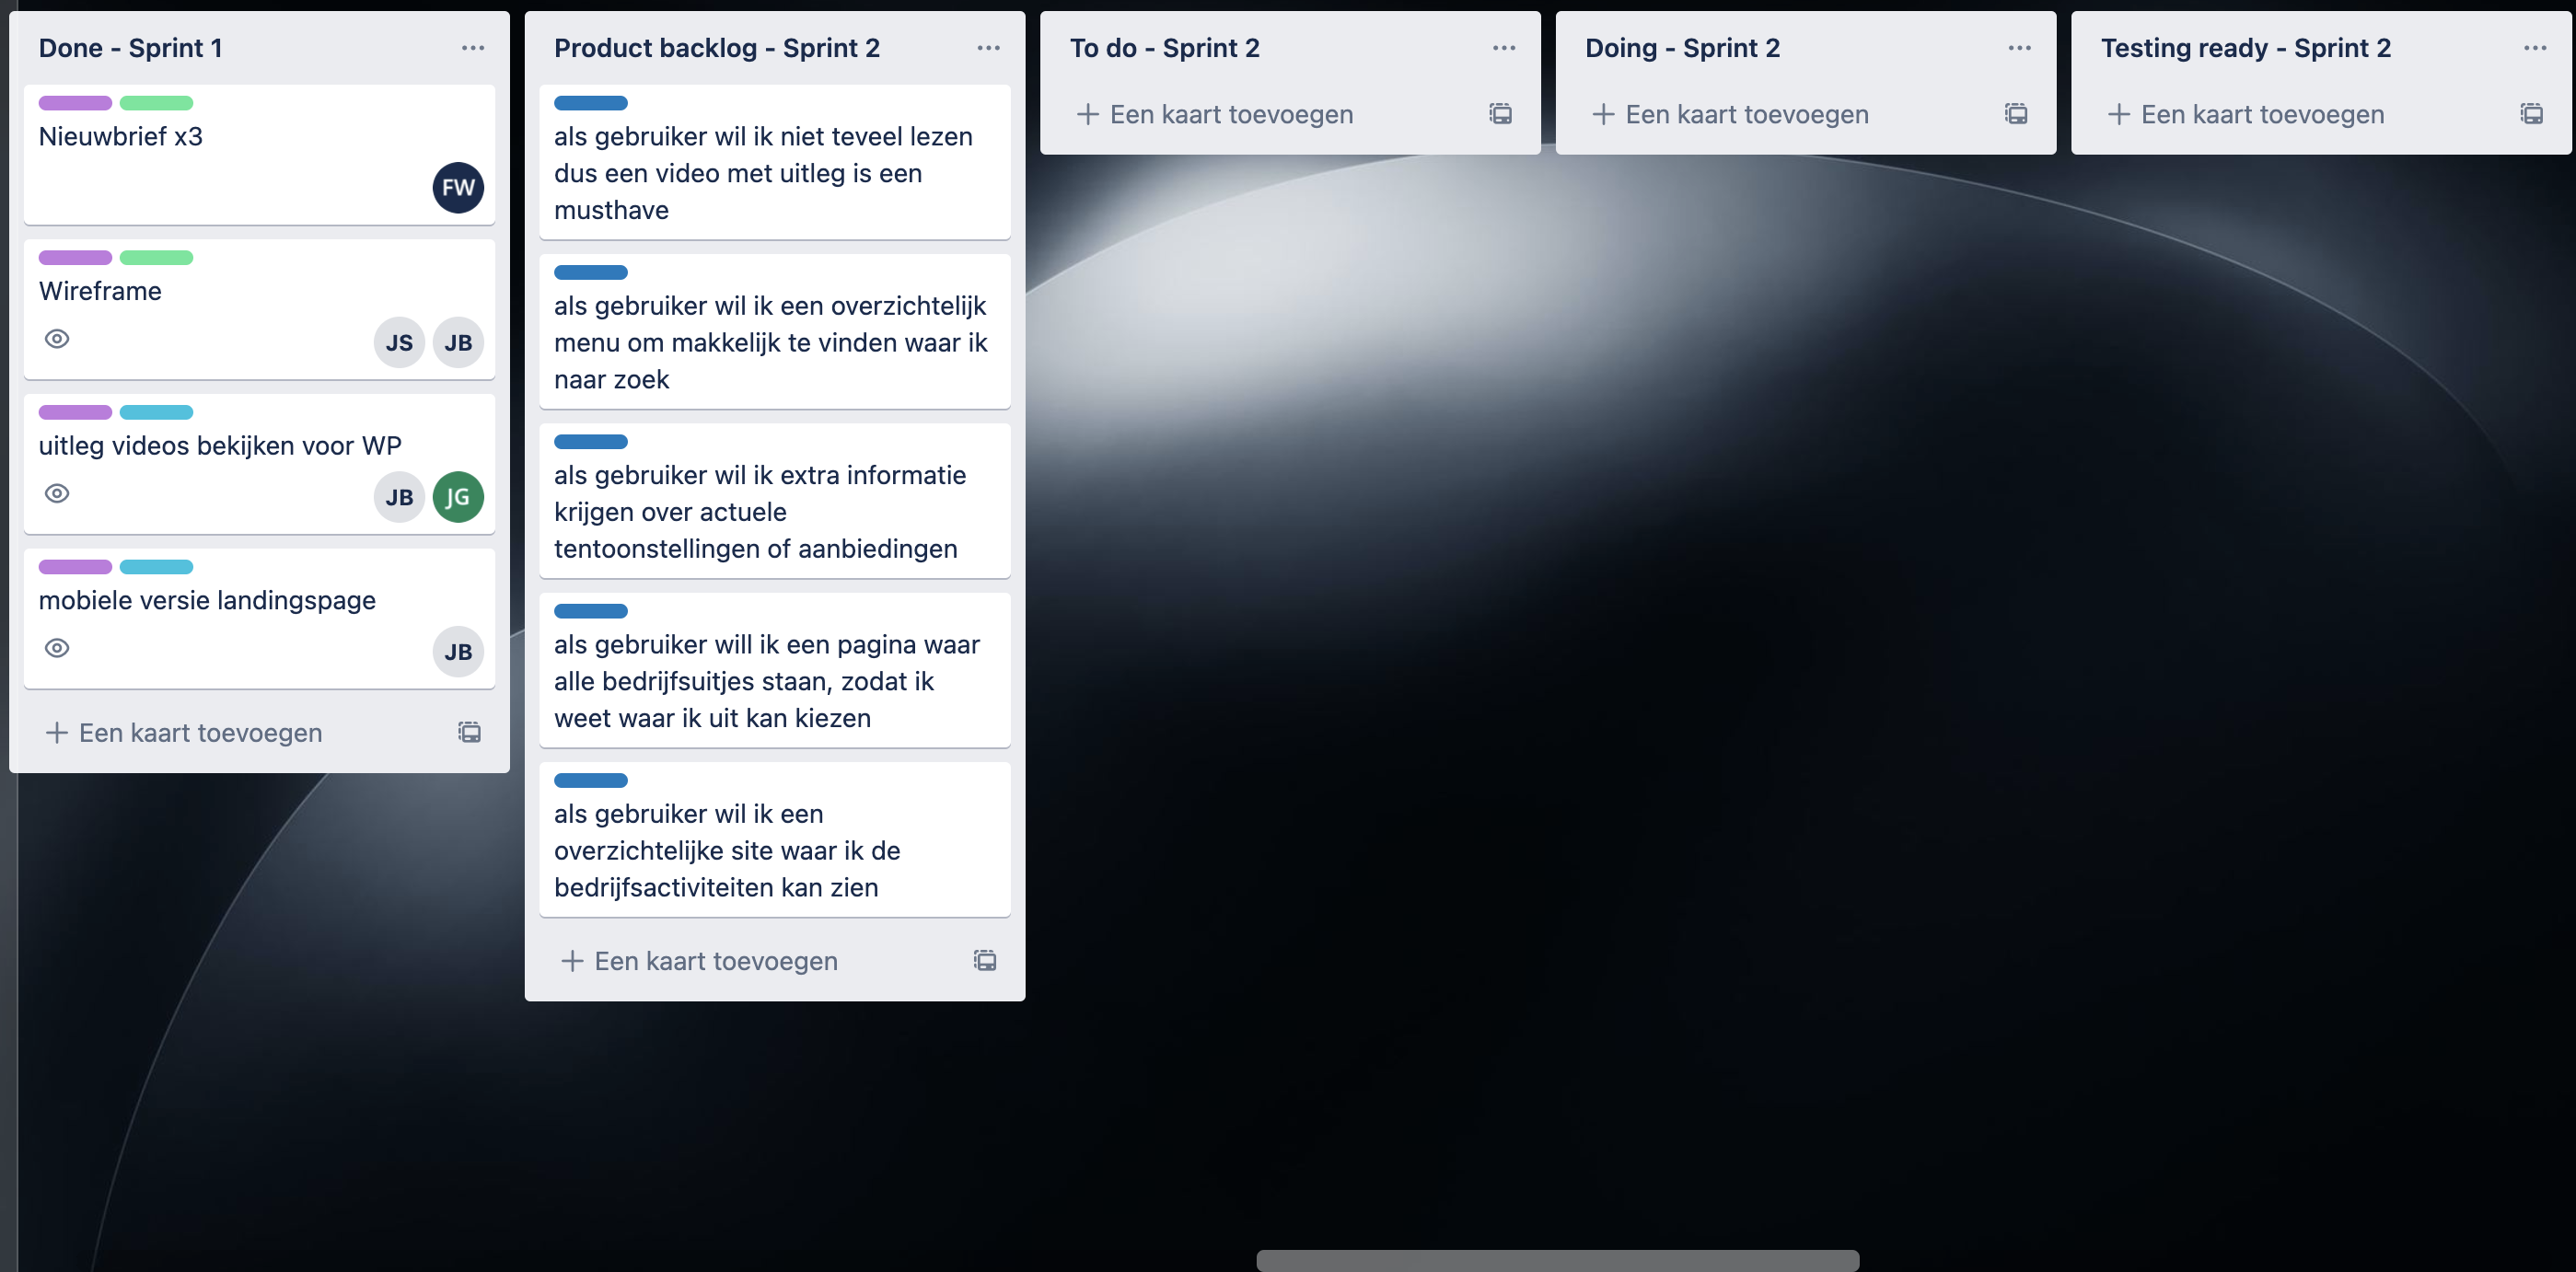 Done - Sprint 1
Nieuwbrief x3
FW
Wireframe
JS JB
uitleg videos bekijken voor WP
JB JG
mobiele versie landingspage
JB
Een kaart toevoegen
Product backlog - Sprint 2
als gebruiker wil ik niet teveel lezen
dus een video met uitleg is een
musthave
als gebruiker wil ik een overzichtelijk
menu om makkelijk te vinden waar ik
naar zoek
als gebruiker wil ik extra informatie
krijgen over actuele
tentoonstellingen of aanbiedingen
als gebruiker will ik een pagina waar
alle bedrijfsuitjes staan, zodat ik
weet waar ik uit kan kiezen
als gebruiker wil ik een
overzichtelijke site waar ik de
bedrijfsactiviteiten kan zien
Een kaart toevoegen
To do - Sprint 2
Een kaart toevoegen
Doing - Sprint 2
Een kaart toevoegen
Testing ready - Sprint 2
Een kaart toevoegen